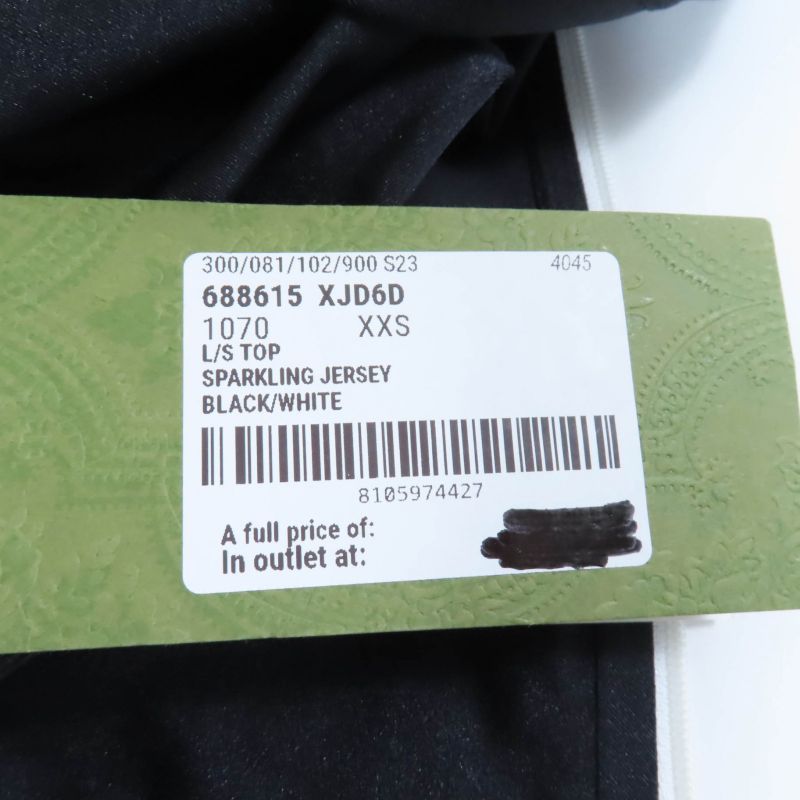 300/081/102/900 S23 4045
688615 XJD6D
1070 XXS
L/S TOP
SPARKLING JERSEY
BLACK/WHITE
8105974427
A full price of:
In outlet at: